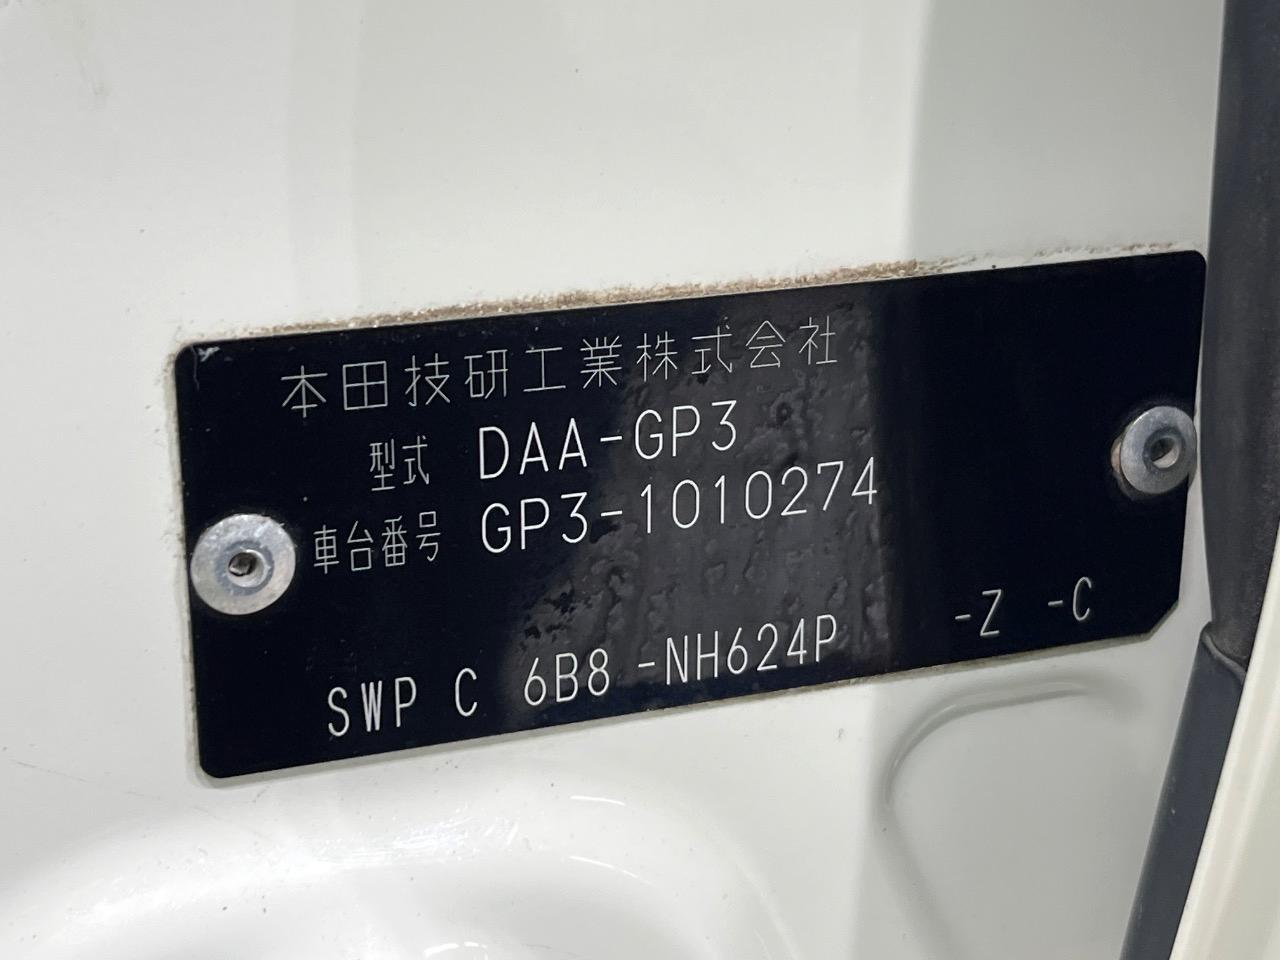 本田技研工業株式会社
型式 DAA-GP3
車台番号 GP3-1010274
SWP C 6B8 -NH624P -Z -C